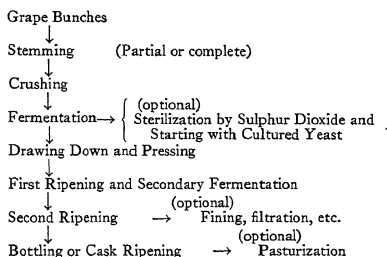 Grape Bunches
Stemming (Partial or complete)
Crushing
(optional)
Fermentation→ { Sterilization by Sulphur Dioxide and
Starting with Cultured Yeast
Drawing Down and Pressing
First Ripening and Secondary Fermentation
(optional)
Second Ripening → Fining, filtration, etc.
(optional)
Bottling or Cask Ripening → Pasturization